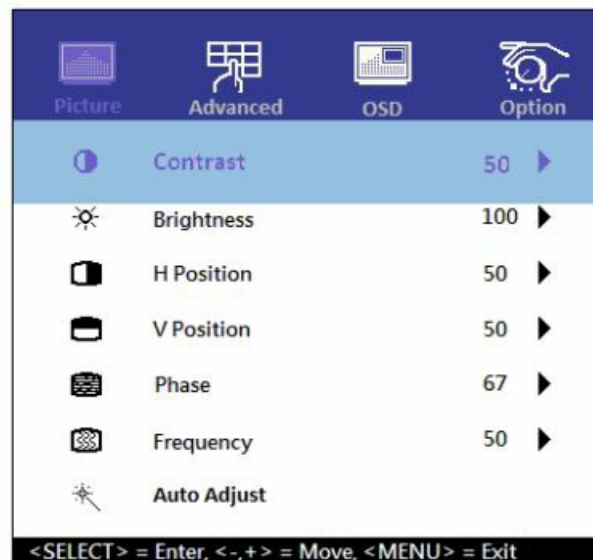 Picture Advanced OSD Option
Contrast 50
Brightness 100
H Position 50
V Position 50
Phase 67
Frequency 50
Auto Adjust
<SELECT> = Enter, <-,+> = Move, <MENU> = Exit